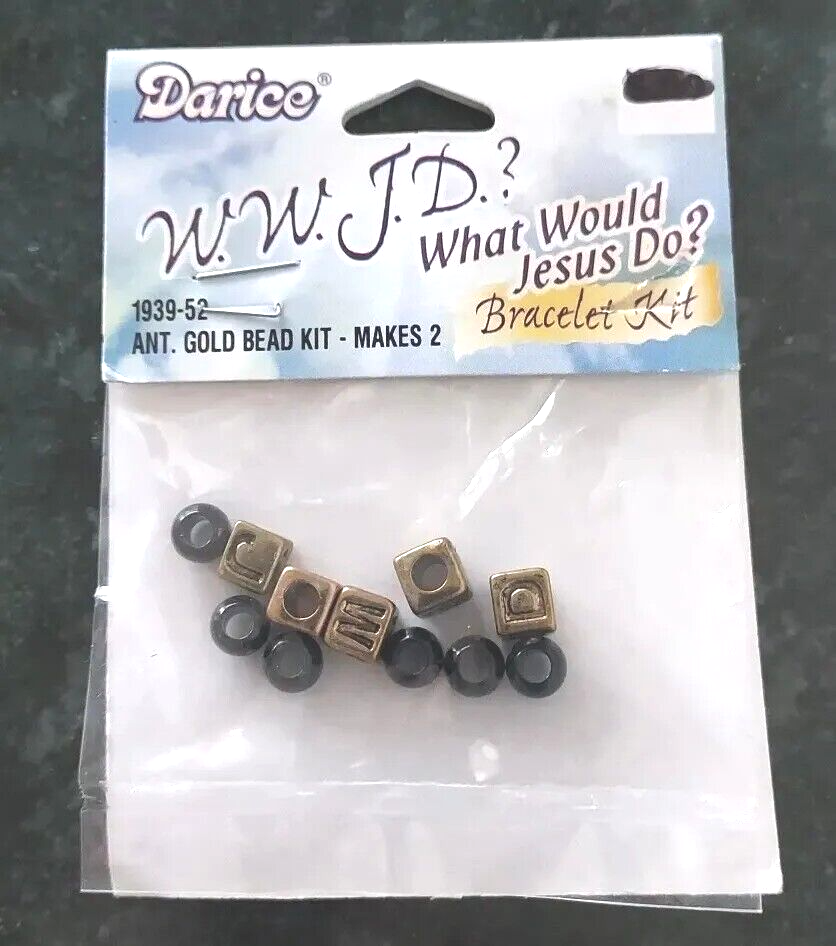 Darice®
W.W.J.D.?
What Would
Jesus Do?
Bracelet Kit
1939-52
ANT. GOLD BEAD KIT - MAKES 2
J
W
D